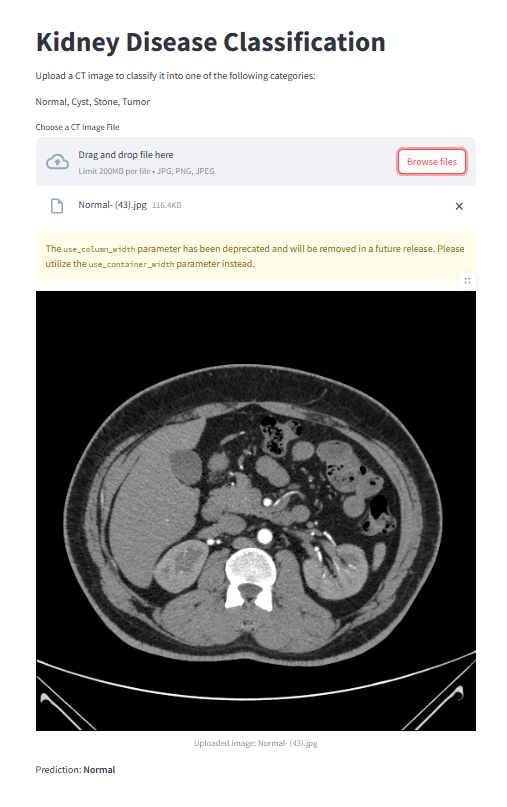 Kidney Disease Classification
Upload a CT image to classify it into one of the following categories:
Normal, Cyst, Stone, Tumor
Choose a CT Image File
Drag and drop file here
Limit 200MB per file • JPG, PNG, JPEG
Browse files
Normal- (43).jpg 116.4KB
The use_column_width parameter has been deprecated and will be removed in a future release. Please
utilize the use_container_width parameter instead.
Uploaded Image: Normal- (43).jpg
Prediction: Normal